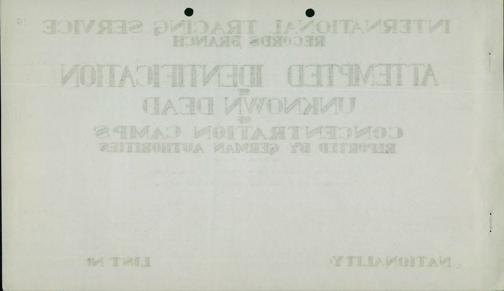 INTERNATIONAL TRACING SERVICE
RECORDS BRANCH
ATTEMPTED IDENTIFICATION
OF
UNKNOWN DEAD
OF
CONCENTRATION CAMPS
REPORTED BY GERMAN AUTHORITIES
NATIONALITY
LIST Nº